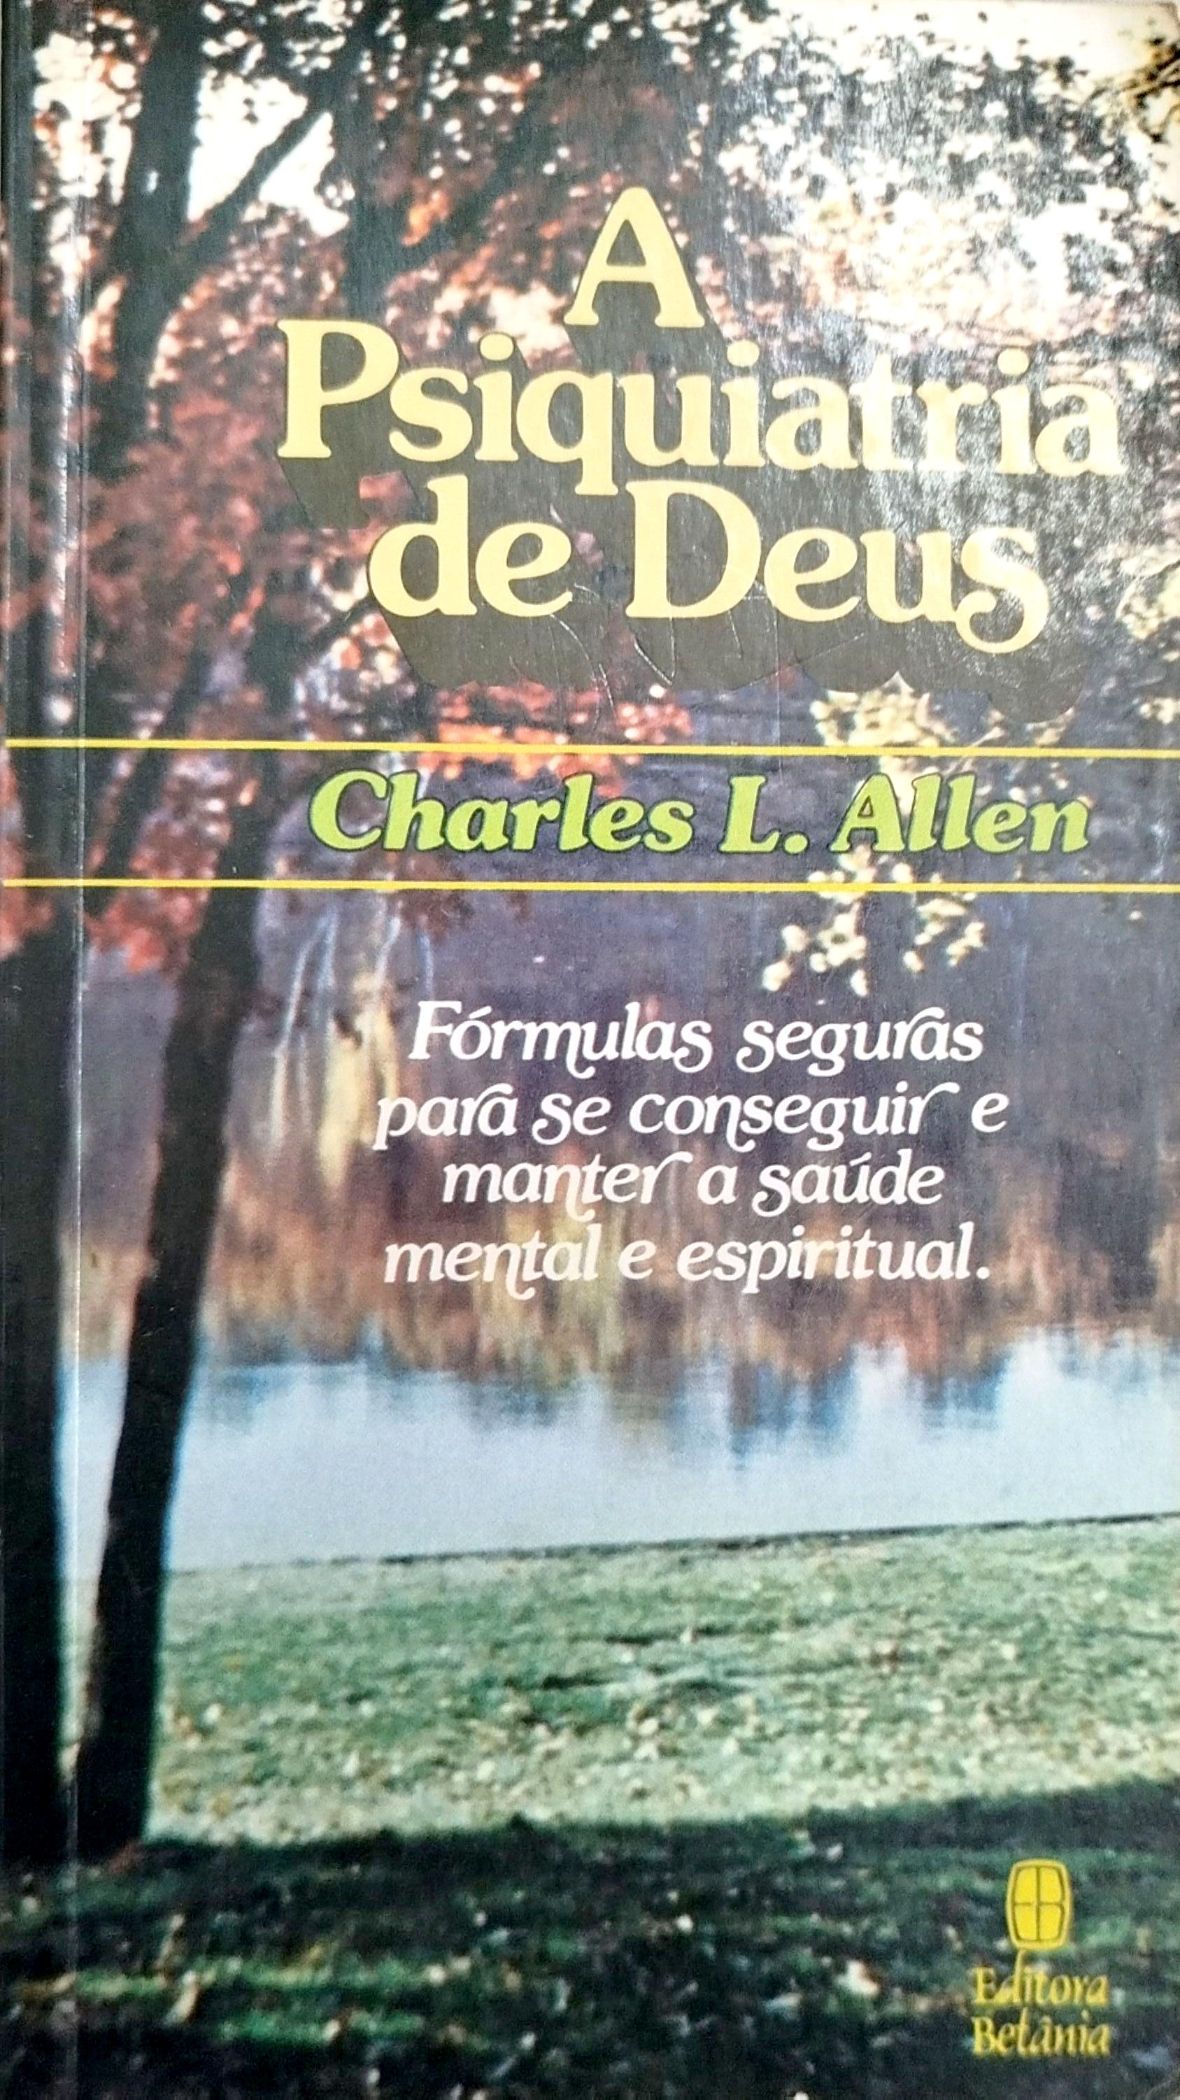 A
Psiquiatria
de Deus
Charles L. Allen
Fórmulas seguras
para se conseguir e
manter a saúde
mental e espiritual.
Editora
Betânia